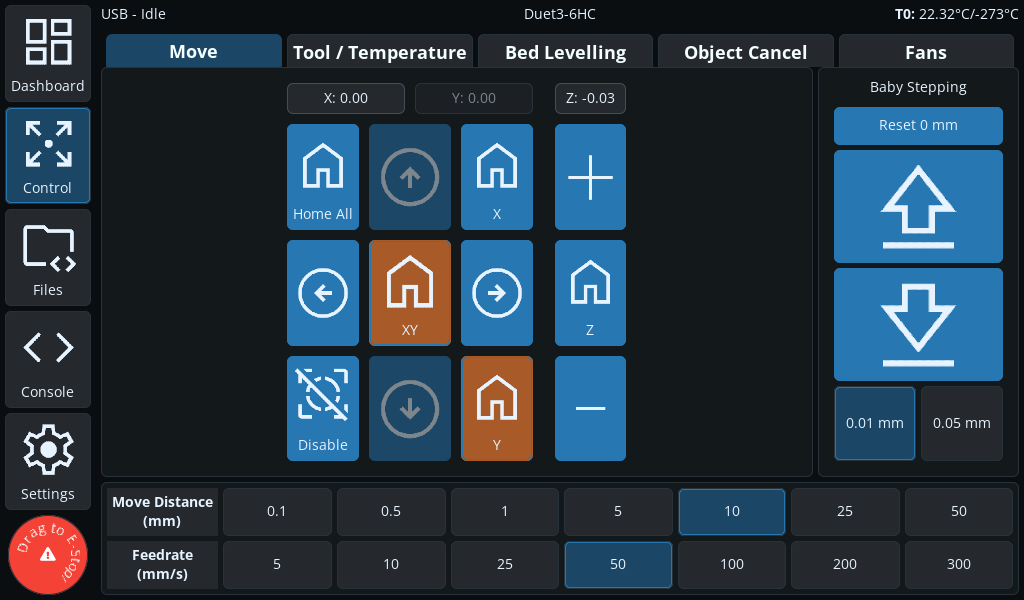 USB - Idle
Duet3-6HC
T0: 22.32°C/-273°C
Dashboard
Control
Files
Console
Settings
Drag to E-Stop!
Move
Tool / Temperature
Bed Levelling
Object Cancel
Fans
X: 0.00
Y: 0.00
Z: -0.03
Home All
X
XY
Z
Disable
Y
Baby Stepping
Reset 0 mm
0.01 mm
0.05 mm
Move Distance
(mm)
0.1
0.5
1
5
10
25
50
Feedrate
(mm/s)
5
10
25
50
100
200
300